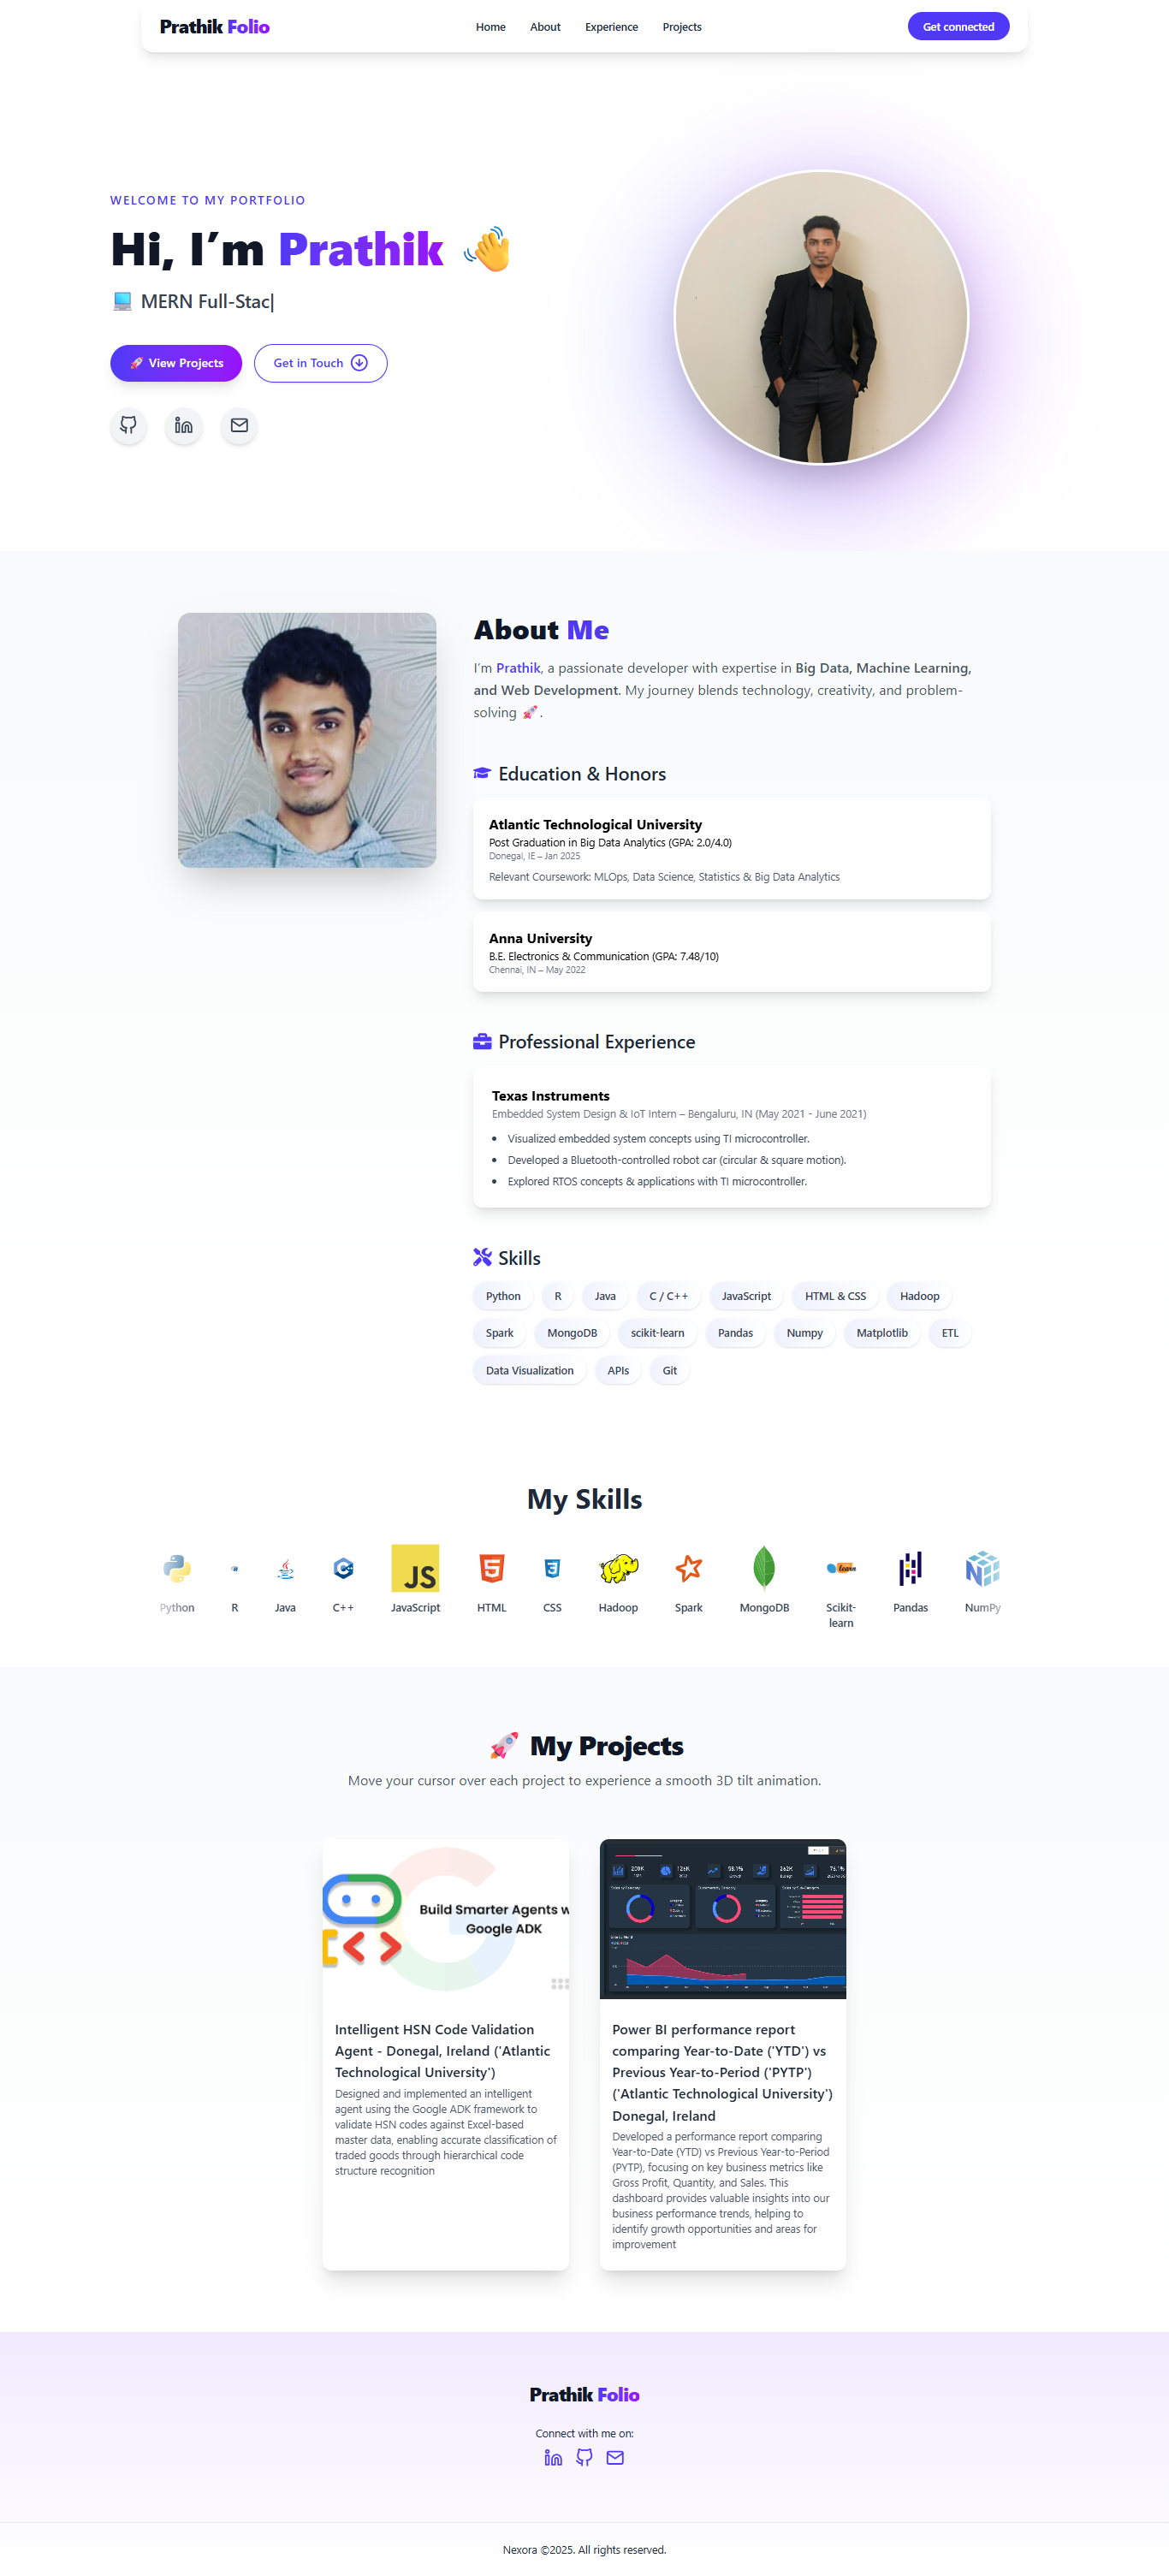 Prathik Folio
Home
About
Experience
Projects
Get connected
WELCOME TO MY PORTFOLIO
Hi, I’m Prathik 👋
💻 MERN Full-Stac|
🚀 View Projects
Get in Touch
About Me
I’m Prathik, a passionate developer with expertise in Big Data, Machine Learning,
and Web Development. My journey blends technology, creativity, and problem-
solving 🚀.
Education & Honors
Atlantic Technological University
Post Graduation in Big Data Analytics (GPA: 2.0/4.0)
Donegal, IE – Jan 2025
Relevant Coursework: MLOps, Data Science, Statistics & Big Data Analytics
Anna University
B.E. Electronics & Communication (GPA: 7.48/10)
Chennai, IN – May 2022
Professional Experience
Texas Instruments
Embedded System Design & IoT Intern – Bengaluru, IN (May 2021 - June 2021)
• Visualized embedded system concepts using TI microcontroller.
• Developed a Bluetooth-controlled robot car (circular & square motion).
• Explored RTOS concepts & applications with TI microcontroller.
Skills
Python
R
Java
C / C++
JavaScript
HTML & CSS
Hadoop
Spark
MongoDB
scikit-learn
Pandas
Numpy
Matplotlib
ETL
Data Visualization
APIs
Git
My Skills
JS
learn
Python
R
Java
C++
JavaScript
HTML
CSS
Hadoop
Spark
MongoDB
Scikit-
learn
Pandas
NumPy
🚀 My Projects
Move your cursor over each project to experience a smooth 3D tilt animation.
Build Smarter Agents w
Google ADK
Intelligent HSN Code Validation
Agent - Donegal, Ireland ('Atlantic
Technological University')
Designed and implemented an intelligent
agent using the Google ADK framework to
validate HSN codes against Excel-based
master data, enabling accurate classification of
traded goods through hierarchical code
structure recognition
Power BI performance report
comparing Year-to-Date ('YTD') vs
Previous Year-to-Period ('PYTP')
('Atlantic Technological University')
Donegal, Ireland
Developed a performance report comparing
Year-to-Date (YTD) vs Previous Year-to-Period
(PYTP), focusing on key business metrics like
Gross Profit, Quantity, and Sales. This
dashboard provides valuable insights into our
business performance trends, helping to
identify growth opportunities and areas for
improvement
Prathik Folio
Connect with me on:
Nexora ©2025. All rights reserved.